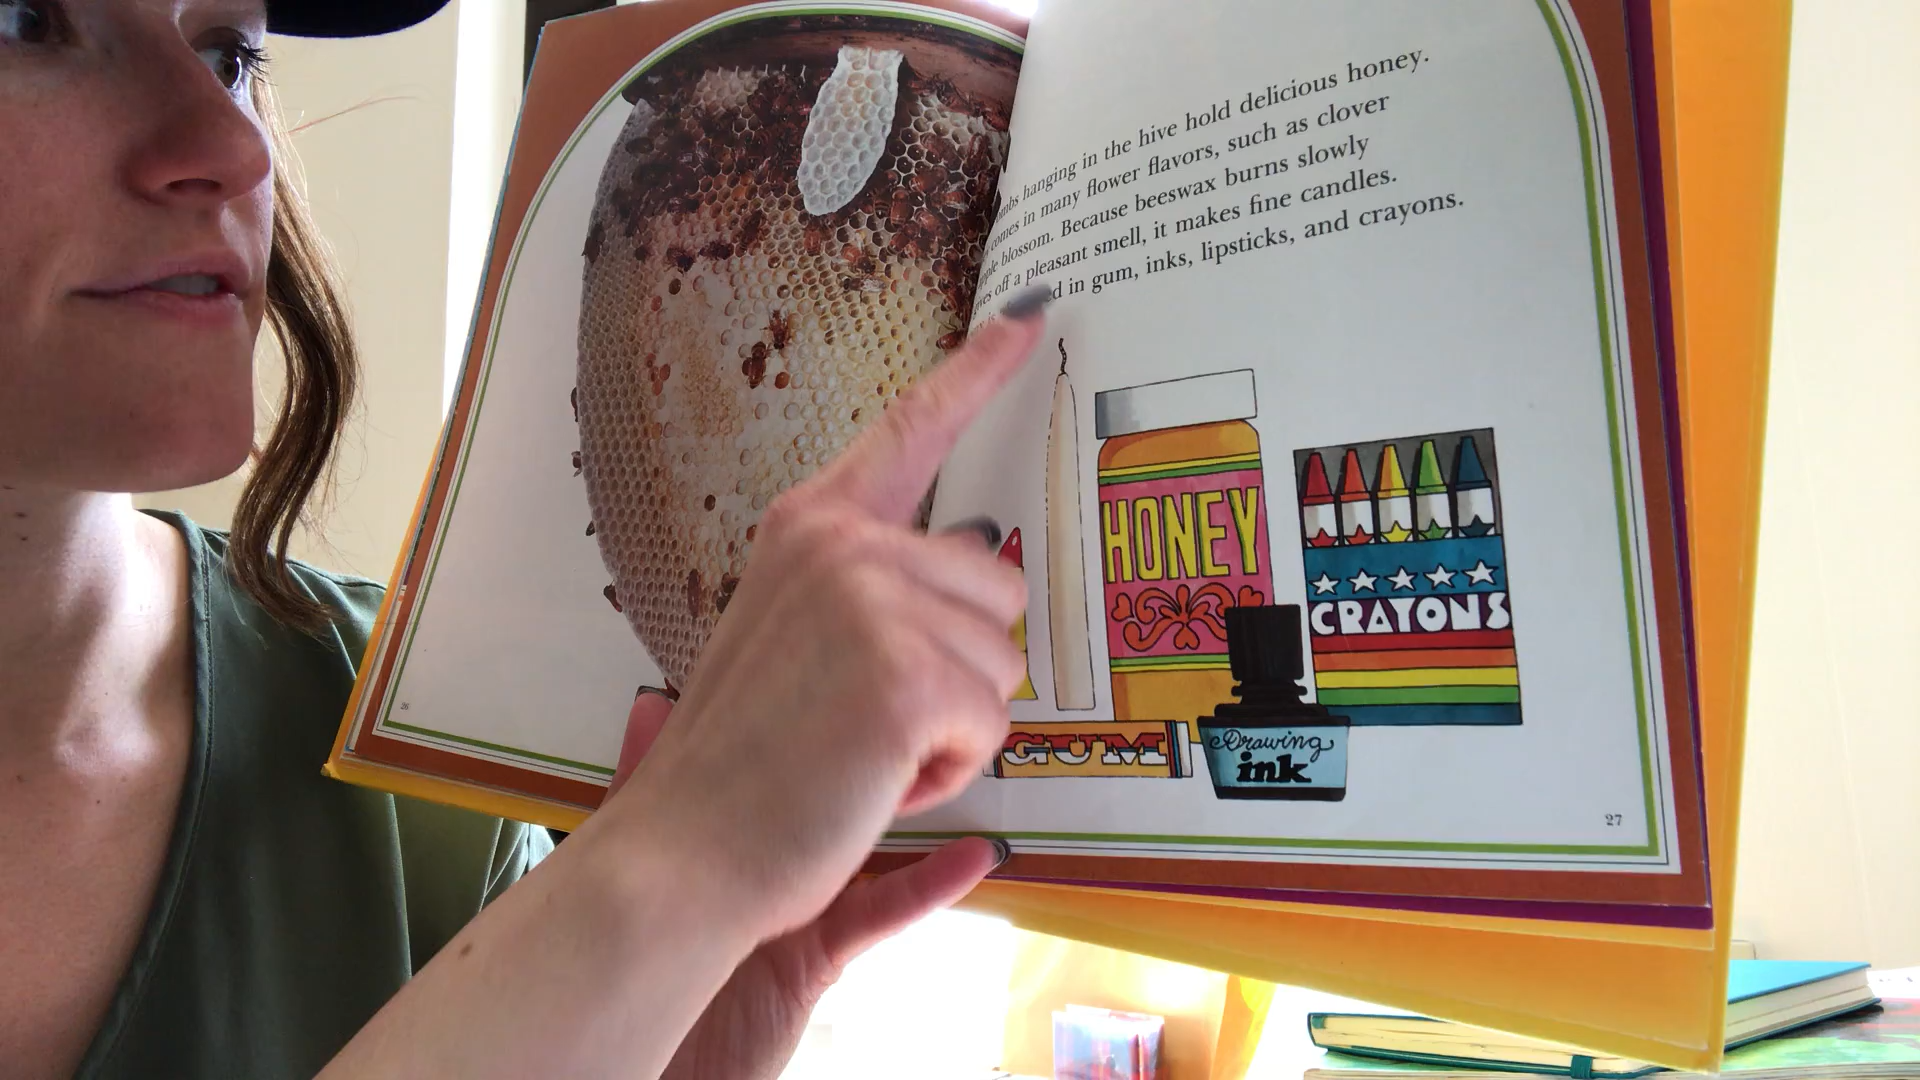 hanging in the hive hold delicious honey.
comes in many flower flavors, such as clover
blossom. Because beeswax burns slowly
off a pleasant smell, it makes fine candles.
in gum, inks, lipsticks, and crayons.
HONEY
CRAYONS
GUM
Drawing
ink
26
27